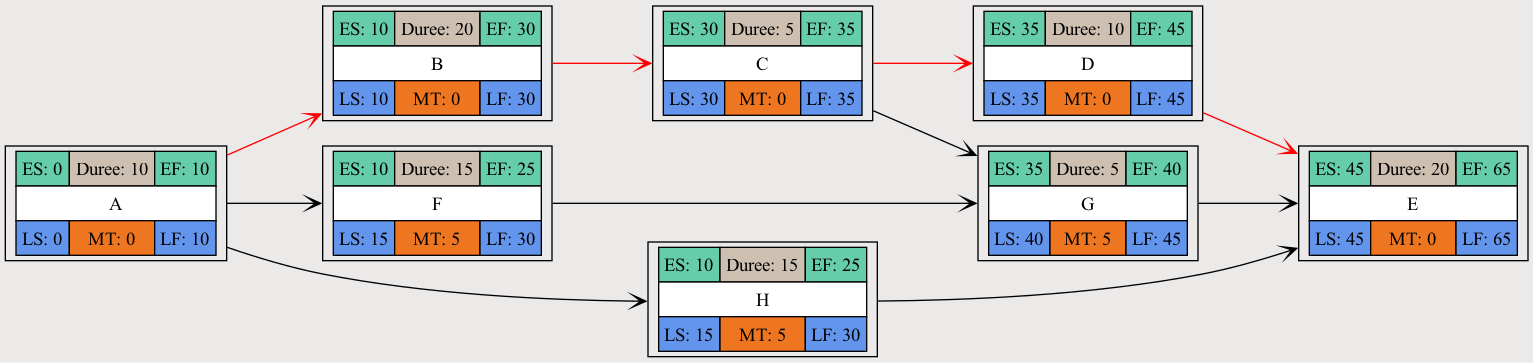 ES: 10 Duree: 20 EF: 30
B
LS: 10 MT: 0 LF: 30
ES: 30 Duree: 5 EF: 35
C
LS: 30 MT: 0 LF: 35
ES: 35 Duree: 10 EF: 45
D
LS: 35 MT: 0 LF: 45
ES: 0 Duree: 10 EF: 10
A
LS: 0 MT: 0 LF: 10
ES: 10 Duree: 15 EF: 25
F
LS: 15 MT: 5 LF: 30
ES: 35 Duree: 5 EF: 40
G
LS: 40 MT: 5 LF: 45
ES: 45 Duree: 20 EF: 65
E
LS: 45 MT: 0 LF: 65
ES: 10 Duree: 15 EF: 25
H
LS: 15 MT: 5 LF: 30